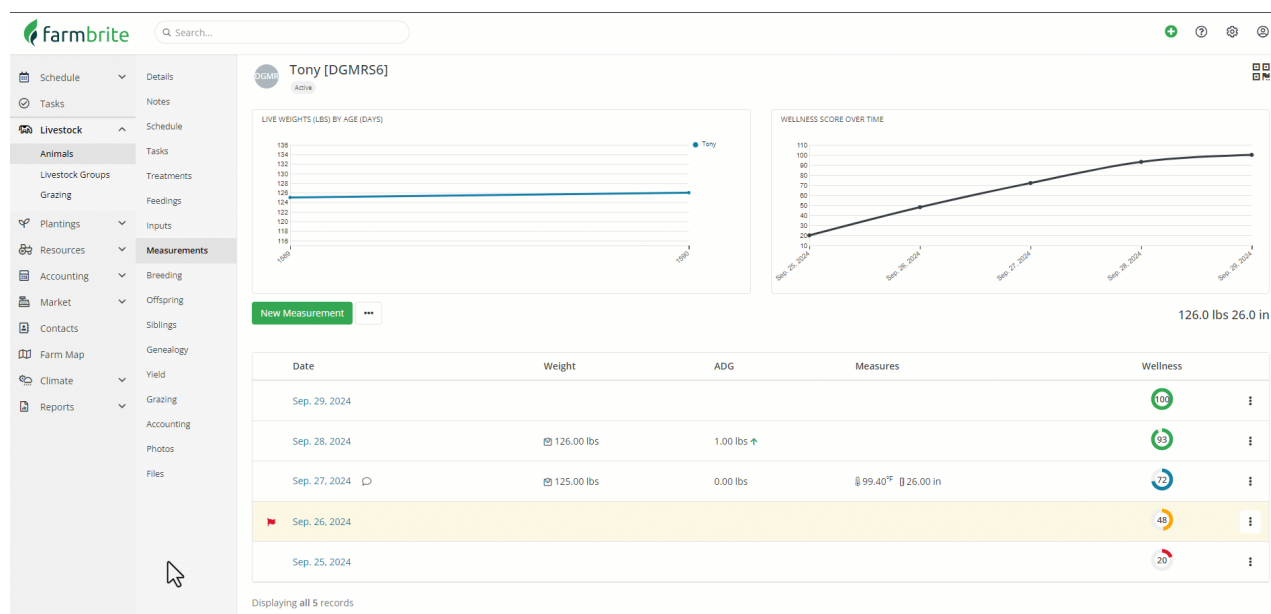 farmbrite
Search...
Schedule
Tasks
Livestock
Animals
Livestock Groups
Grazing
Plantings
Resources
Accounting
Market
Contacts
Farm Map
Climate
Reports
Details
Notes
Schedule
Tasks
Treatments
Feedings
Inputs
Measurements
Breeding
Offspring
Siblings
Genealogy
Yield
Grazing
Accounting
Photos
Files
DGMR
Tony [DGMRS6]
Active
LIVE WEIGHTS (LBS) BY AGE (DAYS)
136
134
132
130
128
126
124
122
120
118
116
1589
1590
Tony
WELLNESS SCORE OVER TIME
110
100
90
80
70
60
50
40
30
20
10
Sep. 25, 2024
Sep. 26, 2024
Sep. 27, 2024
Sep. 28, 2024
Sep. 29, 2024
New Measurement
126.0 lbs 26.0 in
Date Weight ADG Measures Wellness
Sep. 29, 2024 100
Sep. 28, 2024 126.00 lbs 1.00 lbs 93
Sep. 27, 2024 125.00 lbs 0.00 lbs 99.40°F 26.00 in 72
Sep. 26, 2024 48
Sep. 25, 2024 20
Displaying all 5 records